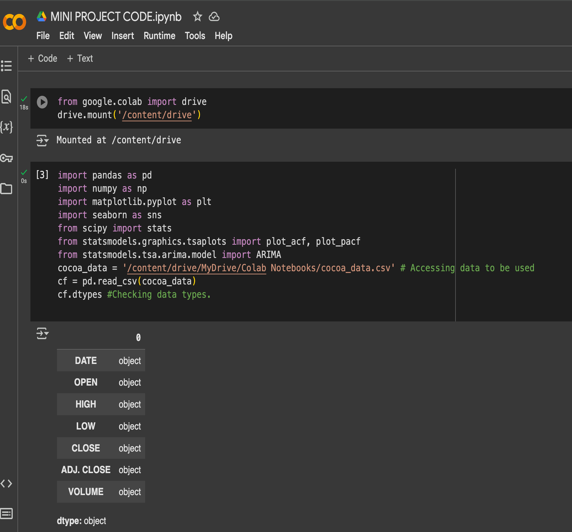 MINI PROJECT CODE.ipynb
File Edit View Insert Runtime Tools Help
+ Code + Text
18s
from google.colab import drive
drive.mount('/content/drive')
Mounted at /content/drive
{x}
0s
[3] import pandas as pd
import numpy as np
import matplotlib.pyplot as plt
import seaborn as sns
from scipy import stats
from statsmodels.graphics.tsaplots import plot_acf, plot_pacf
from statsmodels.tsa.arima.model import ARIMA
cocoa_data = '/content/drive/MyDrive/Colab Notebooks/cocoa_data.csv' # Accessing data to be used
cf = pd.read_csv(cocoa_data)
cf.dtypes #Checking data types.
0
DATE object
OPEN object
HIGH object
LOW object
CLOSE object
ADJ. CLOSE object
VOLUME object
dtype: object